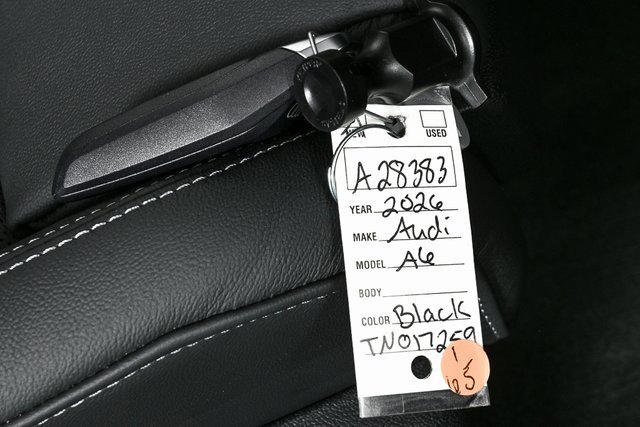 USED
A28383
YEAR 2026
MAKE Audi
MODEL A6
BODY
COLOR Black
TN017259